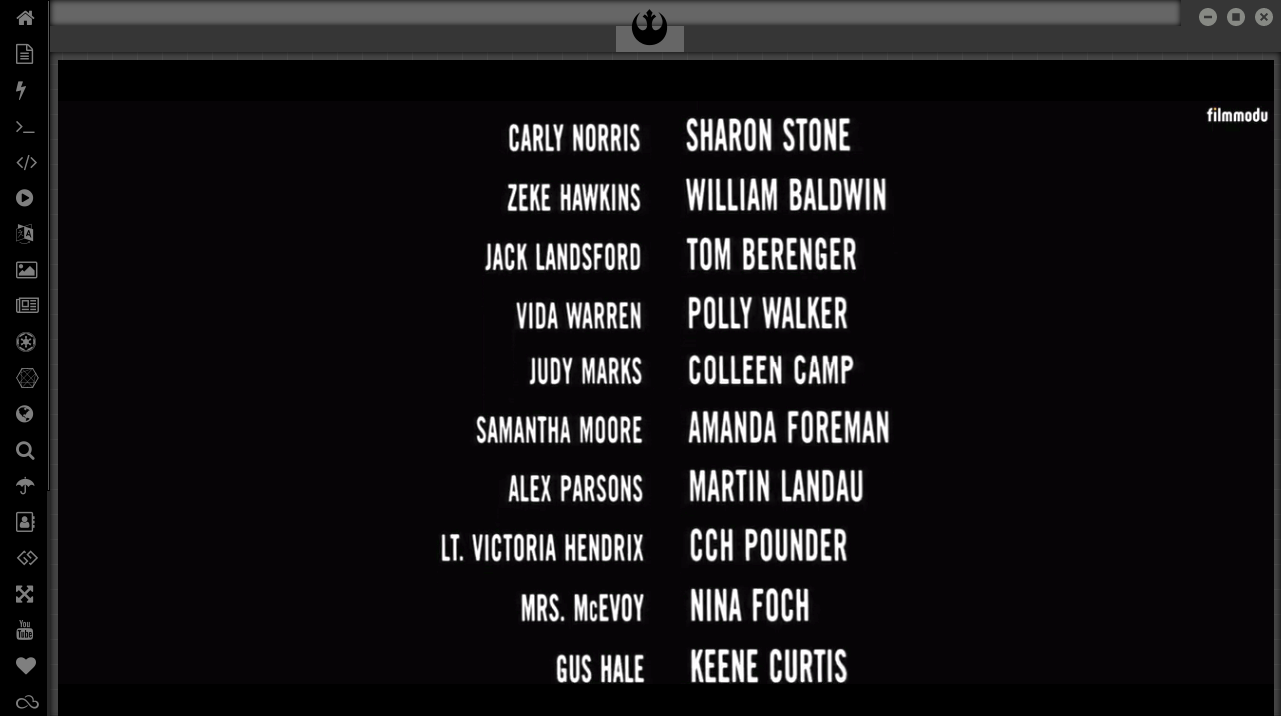 filmmodu
CARLY NORRIS SHARON STONE
ZEKE HAWKINS WILLIAM BALDWIN
JACK LANDSFORD TOM BERENGER
VIDA WARREN POLLY WALKER
JUDY MARKS COLLEEN CAMP
SAMANTHA MOORE AMANDA FOREMAN
ALEX PARSONS MARTIN LANDAU
LT. VICTORIA HENDRIX CCH POUNDER
MRS. McEVOY NINA FOCH
GUS HALE KEENE CURTIS
You
Tube